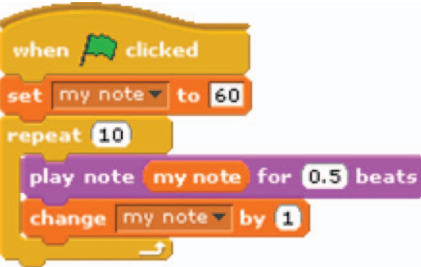 when clicked
set my note to 60
repeat 10
play note my note for 0.5 beats
change my note by 1